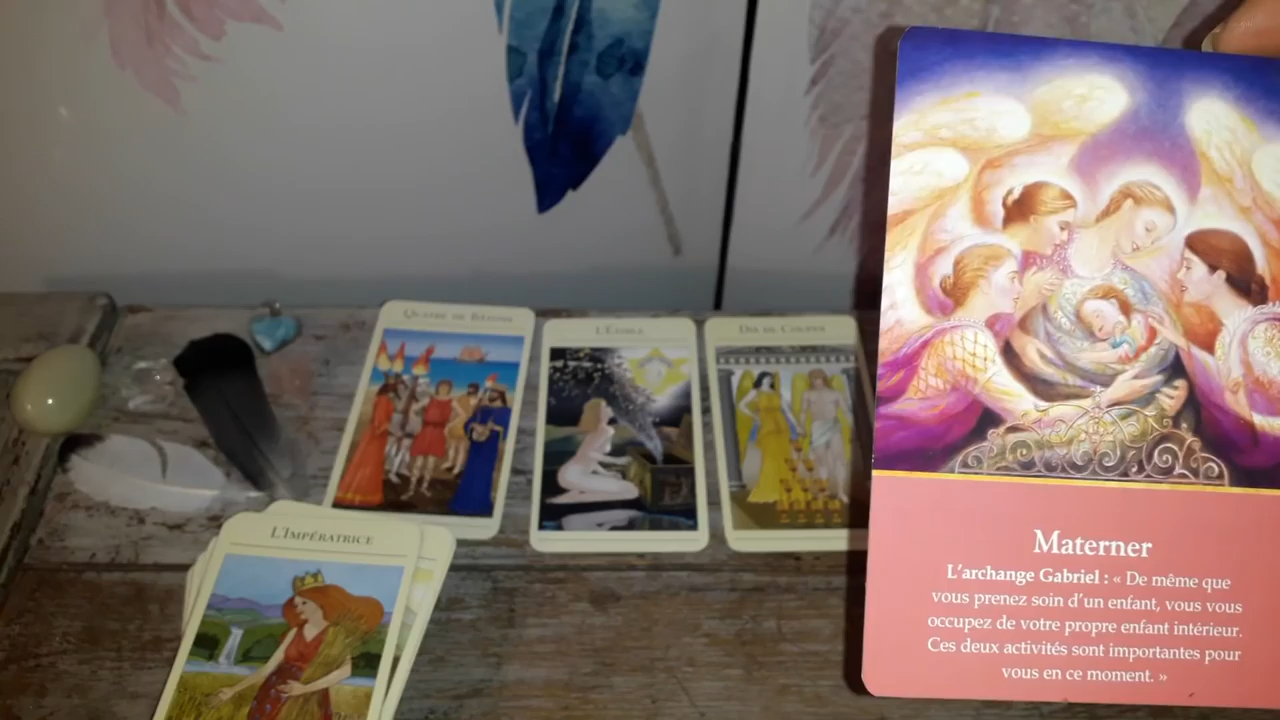 QUATRE DE BÂTONS
L'ÉTOILE
DIX DE COUPES
L'IMPÉRATRICE
Materner
L'archange Gabriel : « De même que
vous prenez soin d'un enfant, vous vous
occupez de votre propre enfant intérieur.
Ces deux activités sont importantes pour
vous en ce moment. »